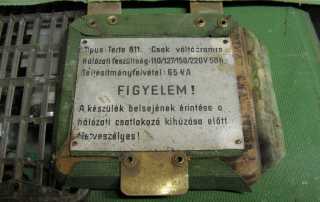 Típus: Terta 811. Csak váltóáramra
Hálózati feszültség: 110/127/150/220V 50Hz
Teljesítményfelvétel: 65 VA
FIGYELEM!
A készülék belsejének érintése a
hálózati csatlakozó kihúzása előtt
életveszélyes!